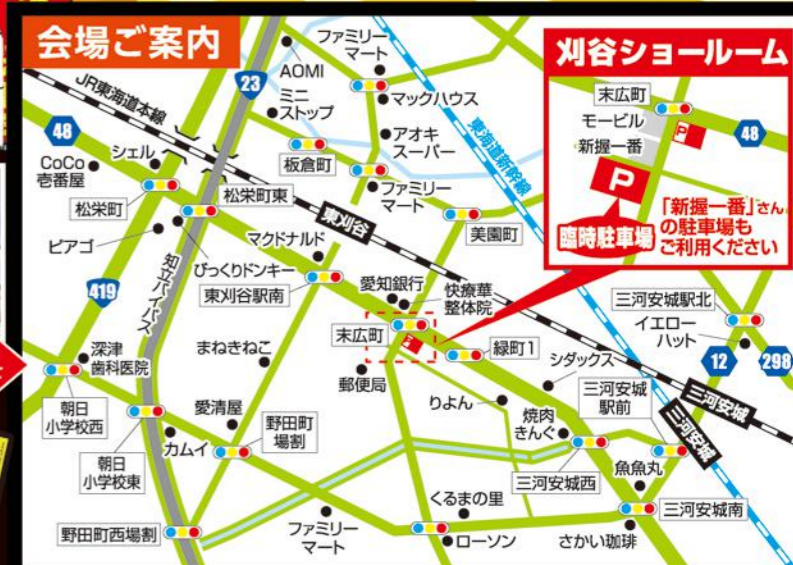 会場ご案内
ファミリー
マート
AOMI
23
ミニ
ストップ
マックハウス
JR東海道本線
アオキ
スーパー
東海道新幹線
48
CoCo
壱番屋
シェル
板倉町
ファミリー
マート
松栄町
松栄町東
東刈谷
美園町
ピアゴ
びっくりドンキー
マクドナルド
知立バイパス
419
東刈谷駅南
愛知銀行
快療華
整体院
末広町
P
緑町1
深津
歯科医院
まねきねこ
郵便局
シダックス
朝日
小学校西
愛清屋
りよん
焼肉
きんぐ
三河安城
駅前
朝日
小学校東
カムイ
野田町
場割
三河安城西
魚魚丸
野田町西場割
ファミリー
マート
くるまの里
ローソン
さかい珈琲
三河安城南
三河安城駅北
イエロー
ハット
12
298
三河安城
三河安城
刈谷ショールーム
末広町
モービル
新握一番
P
48
P
臨時駐車場
「新握一番」さん
の駐車場も
ご利用ください